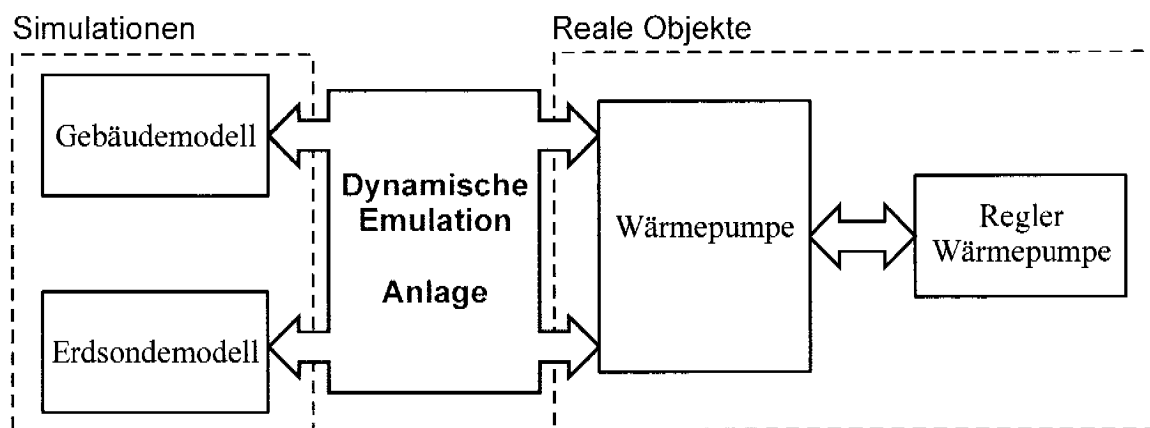 Simulationen
Reale Objekte
Gebäudemodell
Dynamische
Emulation
Anlage
Erdsondemodell
Wärmepumpe
Regler
Wärmepumpe